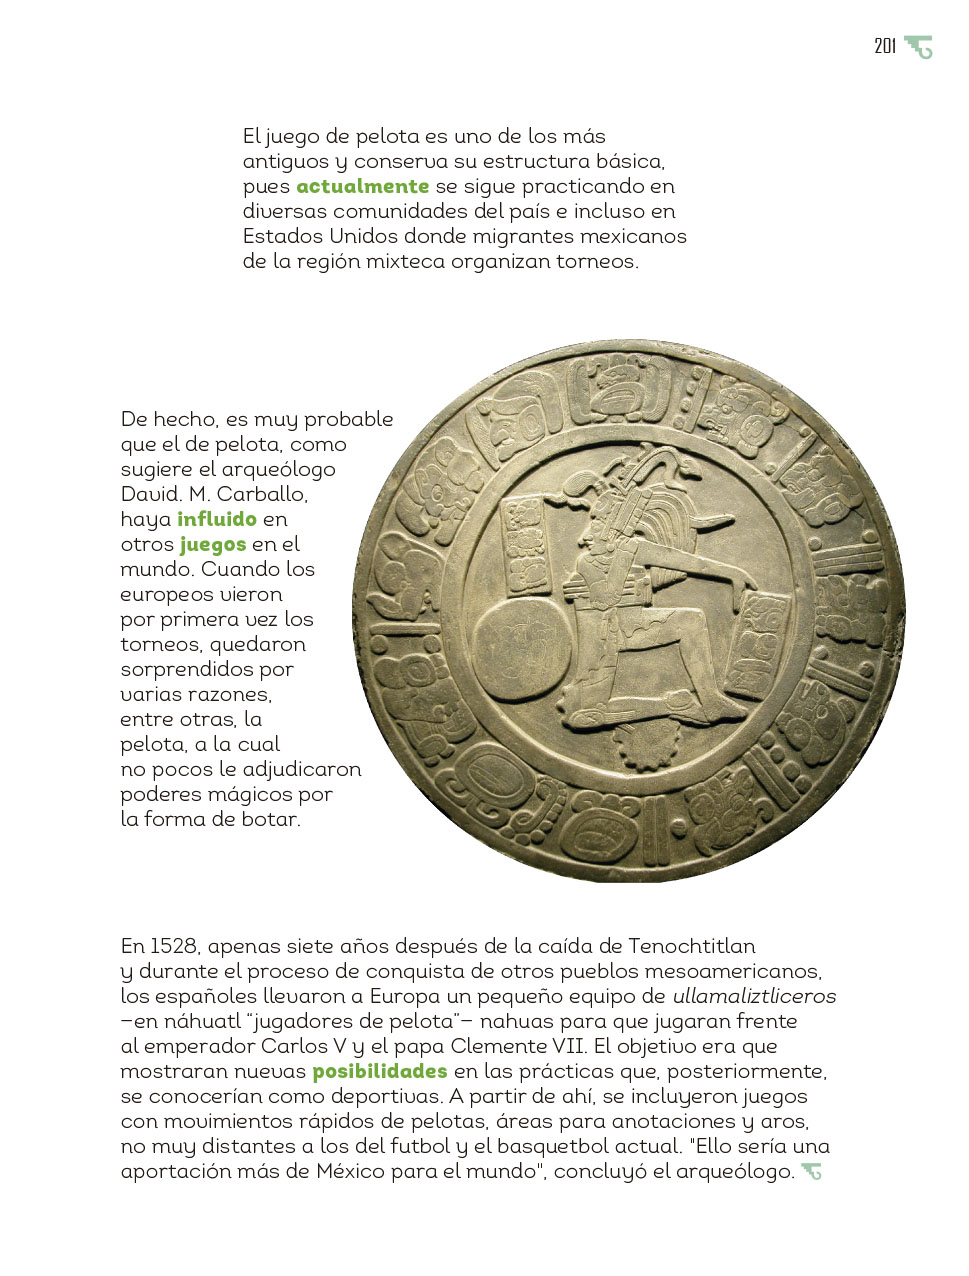 201
El juego de pelota es uno de los más
antiguos y conserva su estructura básica,
pues actualmente se sigue practicando en
diversas comunidades del país e incluso en
Estados Unidos donde migrantes mexicanos
de la región mixteca organizan torneos.
De hecho, es muy probable
que el de pelota, como
sugiere el arqueólogo
David. M. Carballo,
haya influido en
otros juegos en el
mundo. Cuando los
europeos vieron
por primera vez los
torneos, quedaron
sorprendidos por
varias razones,
entre otras, la
pelota, a la cual
no pocos le adjudicaron
poderes mágicos por
la forma de botar.
En 1528, apenas siete años después de la caída de Tenochtitlan
y durante el proceso de conquista de otros pueblos mesoamericanos,
los españoles llevaron a Europa un pequeño equipo de ullamaliztliceros
—en náhuatl “jugadores de pelota”— nahuas para que jugaran frente
al emperador Carlos V y el papa Clemente VII. El objetivo era que
mostraran nuevas posibilidades en las prácticas que, posteriormente,
se conocerían como deportivas. A partir de ahí, se incluyeron juegos
con movimientos rápidos de pelotas, áreas para anotaciones y aros,
no muy distantes a los del futbol y el basquetbol actual. "Ello sería una
aportación más de México para el mundo", concluyó el arqueólogo.